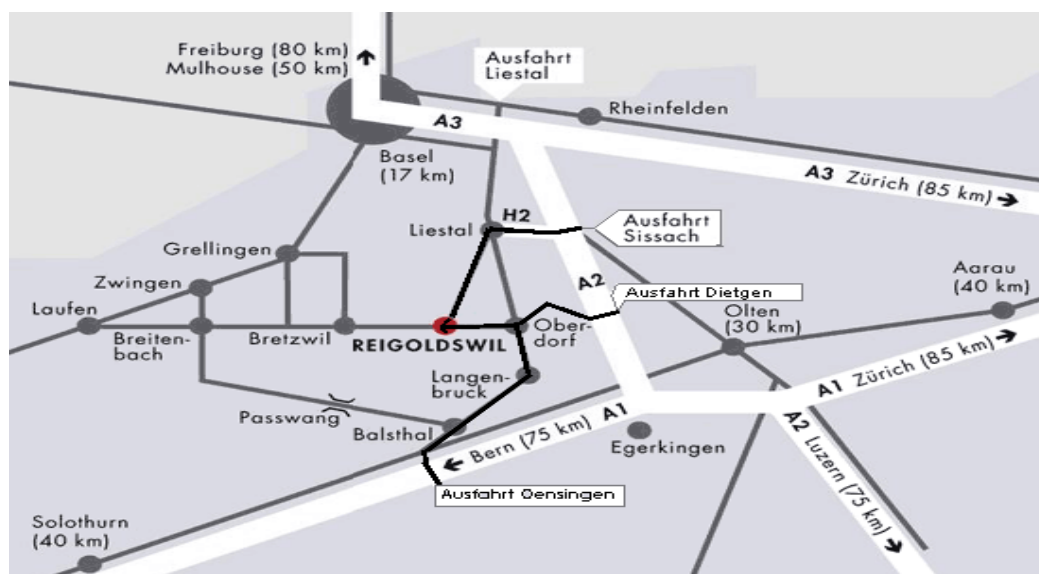 Freiburg (80 km)
Mulhouse (50 km)
Ausfahrt
Liestal
Rheinfelden
A3
Basel
(17 km)
A3 Zürich (85 km)
H2
Liestal
Ausfahrt
Sissach
Grellingen
Zwingen
A2
Aarau
(40 km)
Laufen
Ausfahrt Dietgen
Olten
(30 km)
Breiten-
bach
Bretzwil
REIGOLDSWIL
Ober-
dorf
Langen-
bruck
A1 Zürich (85 km)
Passwang
Balsthal
Bern (75 km) A1
Egerkingen
A2 Luzern (75 km)
Ausfahrt Oensingen
Solothurn
(40 km)